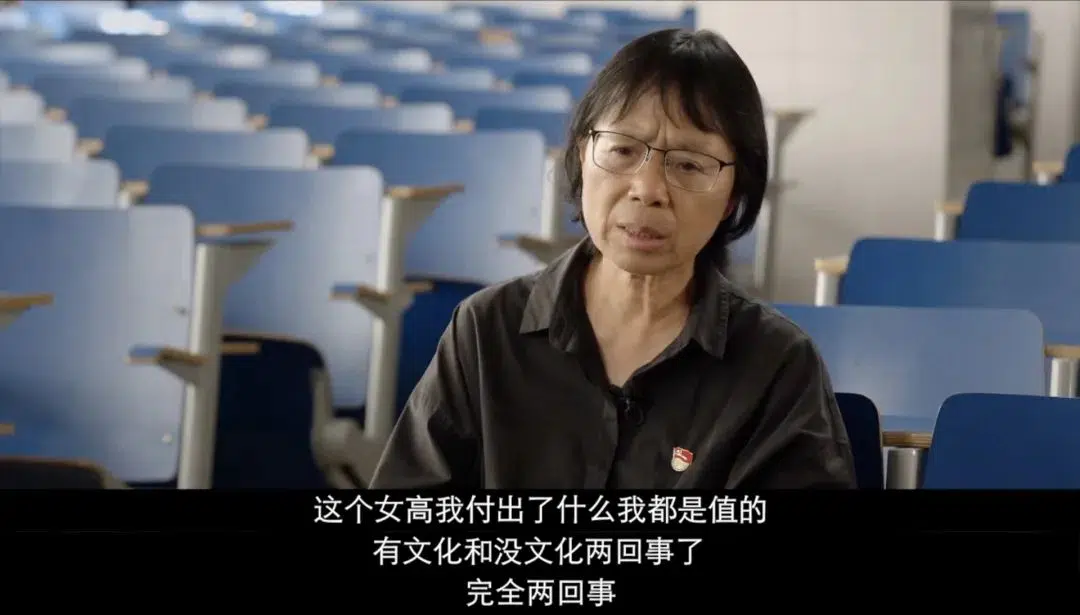 这个女高我付出了什么我都是值的
有文化和没文化两回事了
完全两回事